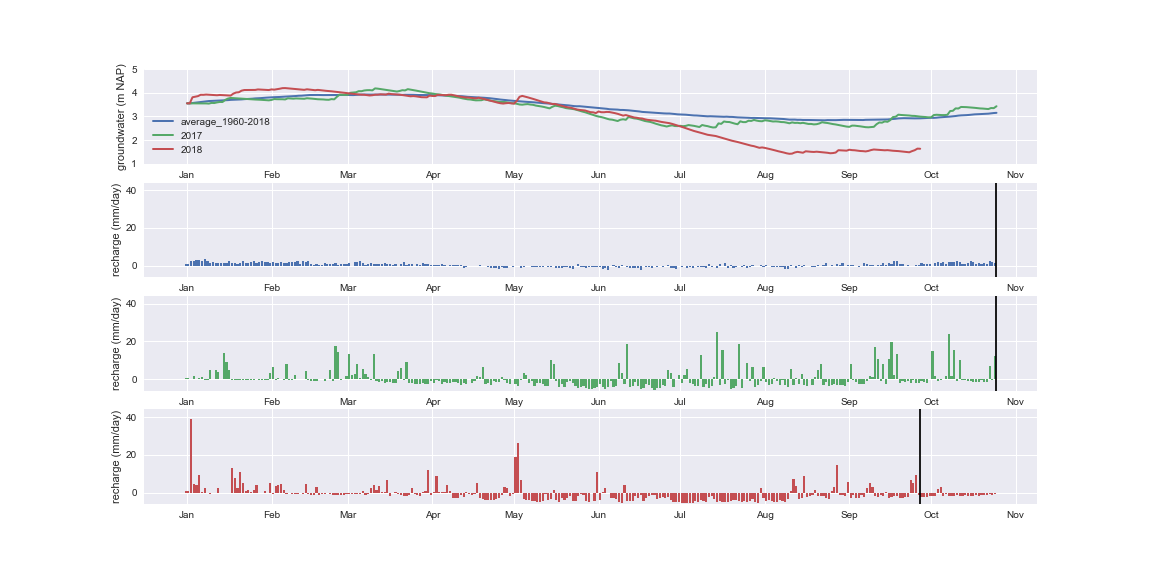 groundwater (m NAP)
5
4
3
2
1
average_1960-2018
2017
2018
Jan Feb Mar Apr May Jun Jul Aug Sep Oct Nov
recharge (mm/day)
40
20
0
Jan Feb Mar Apr May Jun Jul Aug Sep Oct Nov
recharge (mm/day)
40
20
0
Jan Feb Mar Apr May Jun Jul Aug Sep Oct Nov
recharge (mm/day)
40
20
0
Jan Feb Mar Apr May Jun Jul Aug Sep Oct Nov